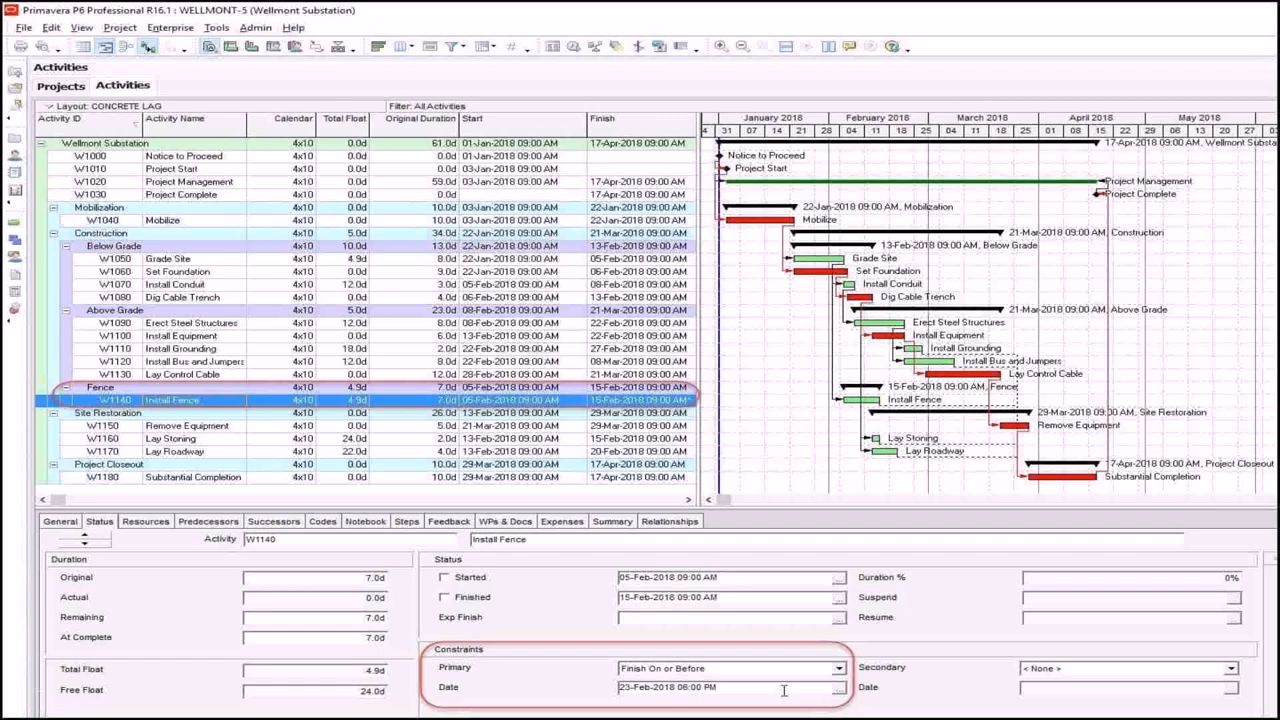 Primavera P6 Professional R16.1 : WELLMONT-5 (Wellmont Substation)
File Edit View Project Enterprise Tools Admin Help
Activities
Projects Activities
Layout: CONCRETE LAG Filter: All Activities
Activity ID Activity Name Calendar Total Float Original Duration Start Finish
January 2018 February 2018 March 2018 April 2018 May 2018
4 31 07 14 21 28 04 11 18 25 04 11 18 25 01 08 15 22 29 06 13 20 27
Wellmont Substation 4x10 0.0d 61.0d 01-Jan-2018 09:00 AM 17-Apr-2018 09:00 AM 17-Apr-2018 09:00 AM, Wellmont Substa
W1000 Notice to Proceed 4x10 0.0d 0.0d 01-Jan-2018 09:00 AM Notice to Proceed
W1010 Project Start 4x10 0.0d 0.0d 03-Jan-2018 09:00 AM Project Start
W1020 Project Management 4x10 0.0d 59.0d 03-Jan-2018 09:00 AM 17-Apr-2018 09:00 AM Project Management
W1030 Project Complete 4x10 0.0d 0.0d 17-Apr-2018 09:00 AM Project Complete
Mobilization 4x10 0.0d 10.0d 03-Jan-2018 09:00 AM 22-Jan-2018 09:00 AM 22-Jan-2018 09:00 AM, Mobilization
W1040 Mobilize 4x10 0.0d 10.0d 03-Jan-2018 09:00 AM 22-Jan-2018 09:00 AM Mobilize
Construction 4x10 5.0d 34.0d 22-Jan-2018 09:00 AM 21-Mar-2018 09:00 AM 21-Mar-2018 09:00 AM, Construction
Below Grade 4x10 10.0d 13.0d 22-Jan-2018 09:00 AM 13-Feb-2018 09:00 AM 13-Feb-2018 09:00 AM, Below Grade
W1050 Grade Site 4x10 4.9d 8.0d 22-Jan-2018 09:00 AM 05-Feb-2018 09:00 AM Grade Site
W1060 Set Foundation 4x10 0.0d 9.0d 22-Jan-2018 09:00 AM 06-Feb-2018 09:00 AM Set Foundation
W1070 Install Conduit 4x10 12.0d 3.0d 05-Feb-2018 09:00 AM 08-Feb-2018 09:00 AM Install Conduit
W1080 Dig Cable Trench 4x10 0.0d 4.0d 06-Feb-2018 09:00 AM 13-Feb-2018 09:00 AM Dig Cable Trench
Above Grade 4x10 5.0d 23.0d 08-Feb-2018 09:00 AM 21-Mar-2018 09:00 AM 21-Mar-2018 09:00 AM, Above Grade
W1090 Erect Steel Structures 4x10 12.0d 8.0d 08-Feb-2018 09:00 AM 22-Feb-2018 09:00 AM Erect Steel Structures
W1100 Install Equipment 4x10 0.0d 6.0d 13-Feb-2018 09:00 AM 22-Feb-2018 09:00 AM Install Equipment
W1110 Install Grounding 4x10 18.0d 2.0d 22-Feb-2018 09:00 AM 27-Feb-2018 09:00 AM Install Grounding
W1120 Install Bus and Jumpers 4x10 12.0d 8.0d 22-Feb-2018 09:00 AM 08-Mar-2018 09:00 AM Install Bus and Jumpers
W1130 Lay Control Cable 4x10 0.0d 12.0d 28-Feb-2018 09:00 AM 21-Mar-2018 09:00 AM Lay Control Cable
Fence 4x10 4.9d 7.0d 05-Feb-2018 09:00 AM 15-Feb-2018 09:00 AM 15-Feb-2018 09:00 AM, Fence
W1140 Install Fence 4x10 4.9d 7.0d 05-Feb-2018 09:00 AM 15-Feb-2018 09:00 AM* Install Fence
Site Restoration 4x10 0.0d 26.0d 13-Feb-2018 09:00 AM 29-Mar-2018 09:00 AM 29-Mar-2018 09:00 AM, Site Restoration
W1150 Remove Equipment 4x10 0.0d 5.0d 21-Mar-2018 09:00 AM 29-Mar-2018 09:00 AM Remove Equipment
W1160 Lay Stoning 4x10 24.0d 2.0d 13-Feb-2018 09:00 AM 15-Feb-2018 09:00 AM Lay Stoning
W1170 Lay Roadway 4x10 22.0d 4.0d 13-Feb-2018 09:00 AM 20-Feb-2018 09:00 AM Lay Roadway
Project Closeout 4x10 0.0d 10.0d 29-Mar-2018 09:00 AM 17-Apr-2018 09:00 AM 7-Apr-2018 09:00 AM, Project Closeout
W1180 Substantial Completion 4x10 0.0d 10.0d 29-Mar-2018 09:00 AM 17-Apr-2018 09:00 AM Substantial Completion
General Status Resources Predecessors Successors Codes Notebook Steps Feedback WPs & Docs Expenses Summary Relationships
Activity W1140 Install Fence
Duration Status
Original 7.0d Started 05-Feb-2018 09:00 AM ... Duration % 0%
Actual 0.0d Finished 15-Feb-2018 09:00 AM ... Suspend
Remaining 7.0d Exp Finish ... Resume
At Complete 7.0d
Constraints
Total Float 4.9d Primary Finish On or Before Secondary < None >
Free Float 24.0d Date 23-Feb-2018 06:00 PM ... Date